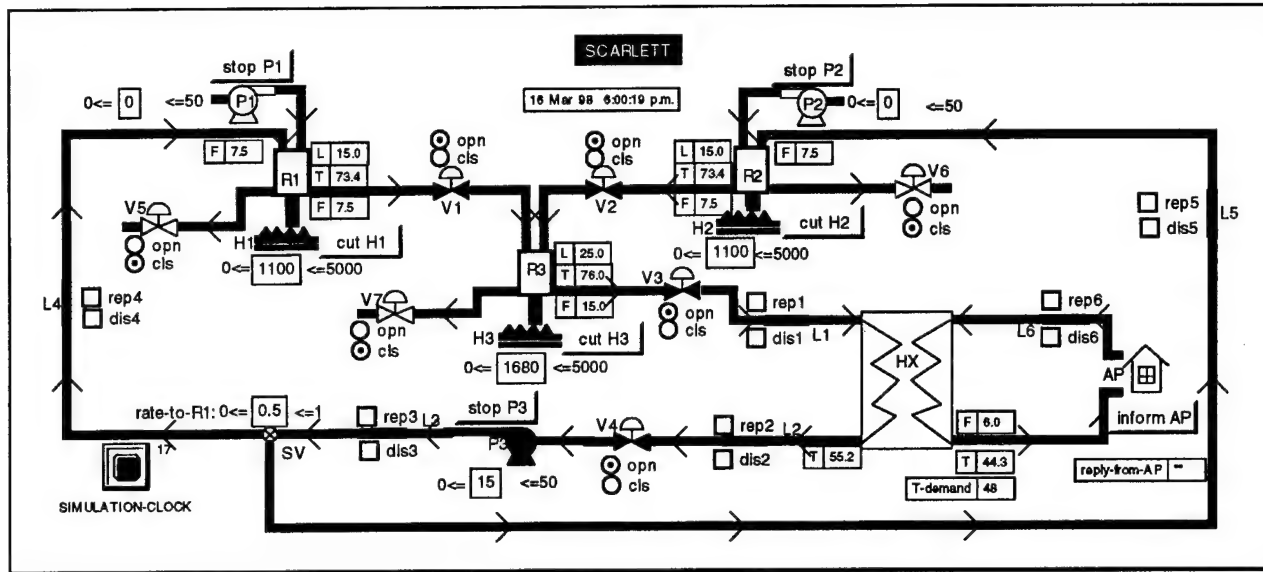 SCARLETT
16 Mar 98 6:00:19 p.m.
stop P1
0<= 0 <=50
P1
stop P2
P2
0<= 0 <=50
F 7.5
R1
L 15.0
T 73.4
F 7.5
opn
cls
V1
opn
cls
V2
L 15.0
T 73.4
F 7.5
R2
F 7.5
V6
opn
cls
V5
opn
cls
H1
cut H1
0<= 1100 <=5000
H2
cut H2
0<= 1100 <=5000
rep5
dis5
L5
R3
L 25.0
T 76.0
F 15.0
V3
opn
cls
V7
opn
cls
H3
cut H3
0<= 1680 <=5000
L4
rep4
dis4
rep1
dis1
L1
HX
rep6
dis6
L6
AP
inform AP
reply-from-AP **
rate-to-R1: 0<= 0.5 <=1
SV
17
SIMULATION-CLOCK
rep3
dis3
L3
stop P3
P3
0<= 15 <=50
V4
opn
cls
rep2
dis2
L2
T 55.2
F 6.0
T 44.3
T-demand 48